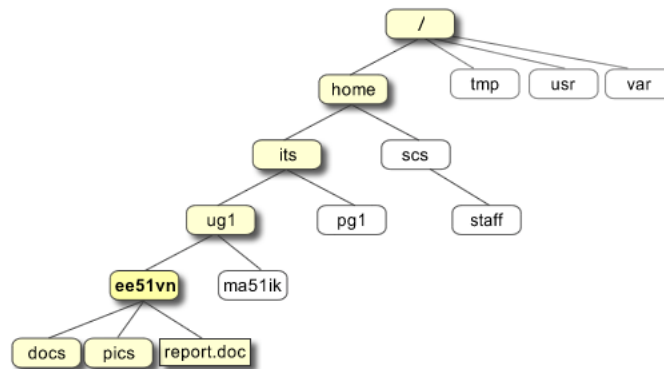 /
home
tmp
usr
var
its
scs
ug1
pg1
staff
ee51vn
ma51ik
docs
pics
report.doc